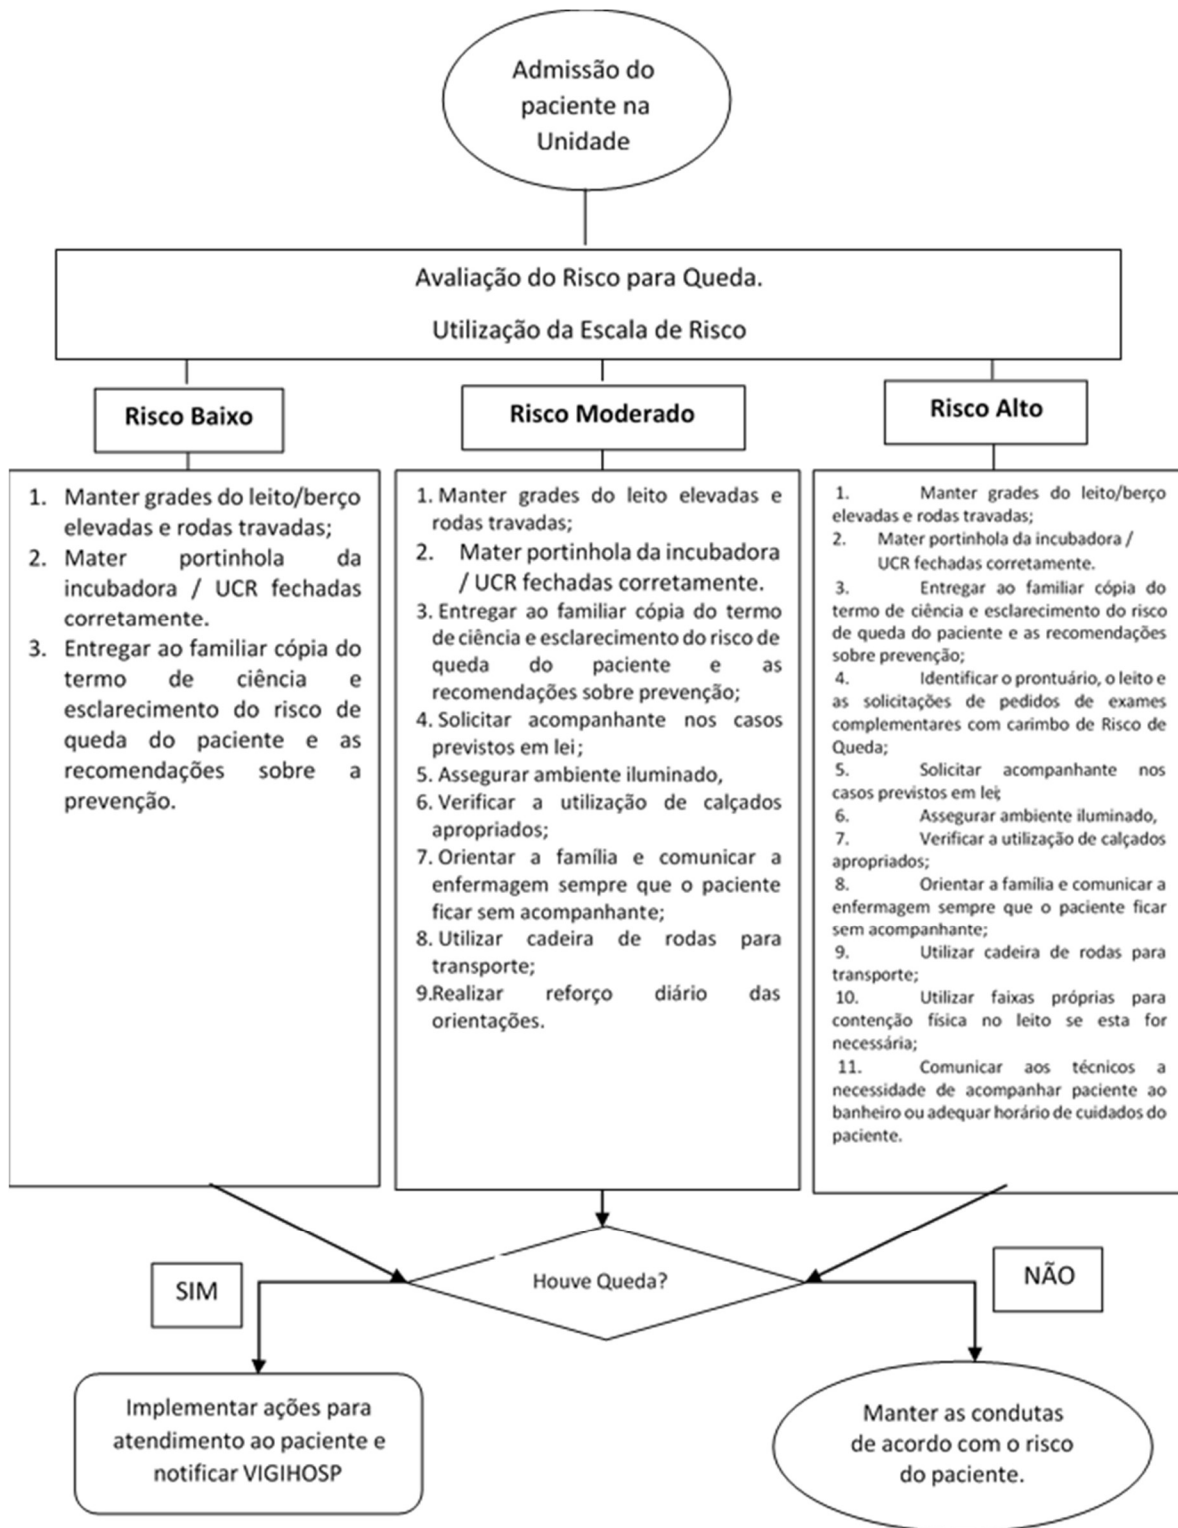 Admissão do
paciente na
Unidade
Avaliação do Risco para Queda.
Utilização da Escala de Risco
Risco Baixo
1. Manter grades do leito/berço
elevadas e rodas travadas;
2. Mater portinhola da
incubadora / UCR fechadas
corretamente.
3. Entregar ao familiar cópia do
termo de ciência e
esclarecimento do risco de
queda do paciente e as
recomendações sobre a
prevenção.
Risco Moderado
1. Manter grades do leito elevadas e
rodas travadas;
2. Mater portinhola da incubadora
/ UCR fechadas corretamente.
3. Entregar ao familiar cópia do termo
de ciência e esclarecimento do risco de
queda do paciente e as
recomendações sobre prevenção;
4. Solicitar acompanhante nos casos
previstos em lei;
5. Assegurar ambiente iluminado,
6. Verificar a utilização de calçados
apropriados;
7. Orientar a família e comunicar a
enfermagem sempre que o paciente
ficar sem acompanhante;
8. Utilizar cadeira de rodas para
transporte;
9.Realizar reforço diário das
orientações.
Risco Alto
1. Manter grades do leito/berço
elevadas e rodas travadas;
2. Mater portinhola da incubadora /
UCR fechadas corretamente.
3. Entregar ao familiar cópia do
termo de ciência e esclarecimento do risco
de queda do paciente e as recomendações
sobre prevenção;
4. Identificar o prontuário, o leito e
as solicitações de pedidos de exames
complementares com carimbo de Risco de
Queda;
5. Solicitar acompanhante nos
casos previstos em lei;
6. Assegurar ambiente iluminado,
7. Verificar a utilização de calçados
apropriados;
8. Orientar a família e comunicar a
enfermagem sempre que o paciente ficar
sem acompanhante;
9. Utilizar cadeira de rodas para
transporte;
10. Utilizar faixas próprias para
contenção física no leito se esta for
necessária;
11. Comunicar aos técnicos a
necessidade de acompanhar paciente ao
banheiro ou adequar horário de cuidados do
paciente.
Houve Queda?
SIM
NÃO
Implementar ações para
atendimento ao paciente e
notificar VIGIHOSP
Manter as condutas
de acordo com o risco
do paciente.